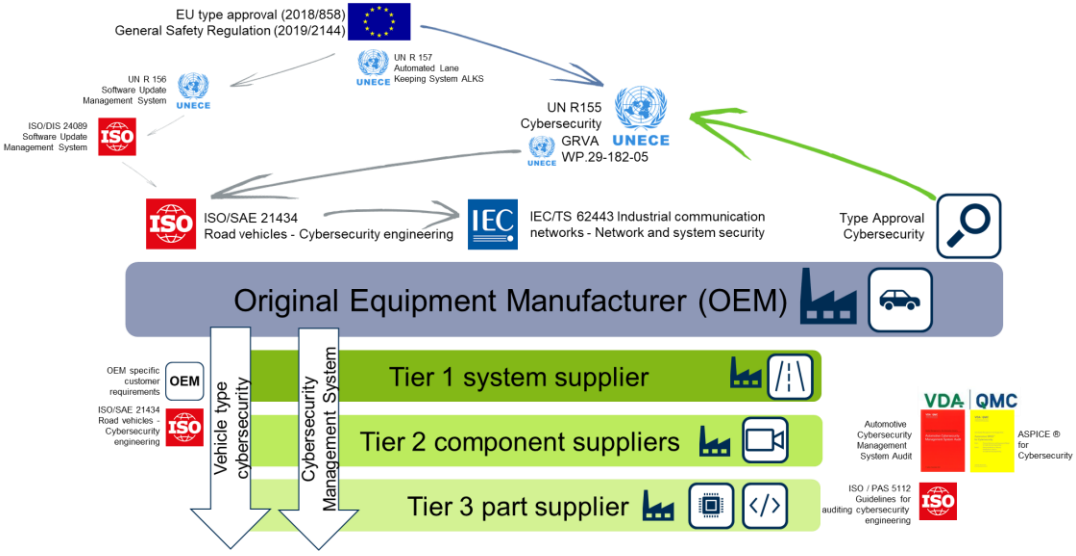 EU type approval (2018/858)
General Safety Regulation (2019/2144)
UN R 157
Automated Lane
Keeping System ALKS
UNECE
UN R 156
Software Update
Management System
UNECE
ISO/DIS 24089
Software Update
Management System
ISO
UN R155
Cybersecurity
UNECE
GRVA
WP.29-182-05
UNECE
ISO
ISO/SAE 21434
Road vehicles - Cybersecurity engineering
IEC
IEC/TS 62443 Industrial communication
networks - Network and system security
Type Approval
Cybersecurity
Original Equipment Manufacturer (OEM)
Vehicle type
cybersecurity
Cybersecurity
Management System
OEM specific
customer
requirements
OEM
ISO/SAE 21434
Road vehicles -
Cybersecurity
engineering
ISO
Tier 1 system supplier
Tier 2 component suppliers
Tier 3 part supplier
</>
VDA QMC
Automotive
Cybersecurity
Management
System Audit
ASPICE ®
for
Cybersecurity
ISO / PAS 5112
Guidelines for
auditing cybersecurity
engineering
ISO